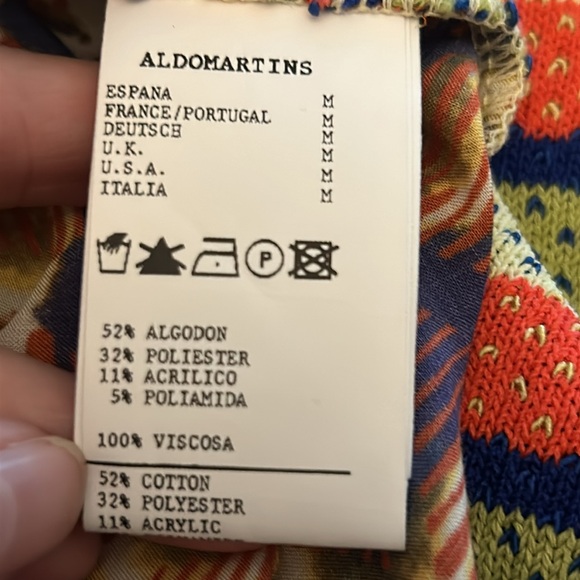 ALDOMARTINS
ESPANA M
FRANCE/PORTUGAL M
DEUTSCH M
U.K. M
U.S.A. M
ITALIA M
P
52% ALGODON
32% POLIESTER
11% ACRILICO
5% POLIAMIDA
100% VISCOSA
52% COTTON
32% POLYESTER
11% ACRYLIC